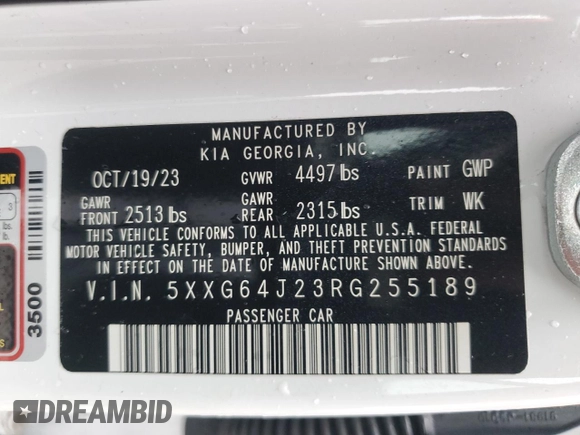 MANUFACTURED BY
KIA GEORGIA, INC.
OCT/19/23 GVWR 4497 lbs PAINT GWP
GAWR FRONT 2513 lbs GAWR REAR 2315 lbs TRIM WK
THIS VEHICLE CONFORMS TO ALL APPLICABLE U.S.A. FEDERAL
MOTOR VEHICLE SAFETY, BUMPER, AND THEFT PREVENTION STANDARDS
IN EFFECT ON THE DATE OF MANUFACTURE SHOWN ABOVE.
V.I.N. 5XXG64J23RG255189
PASSENGER CAR
3500
DREAMBID